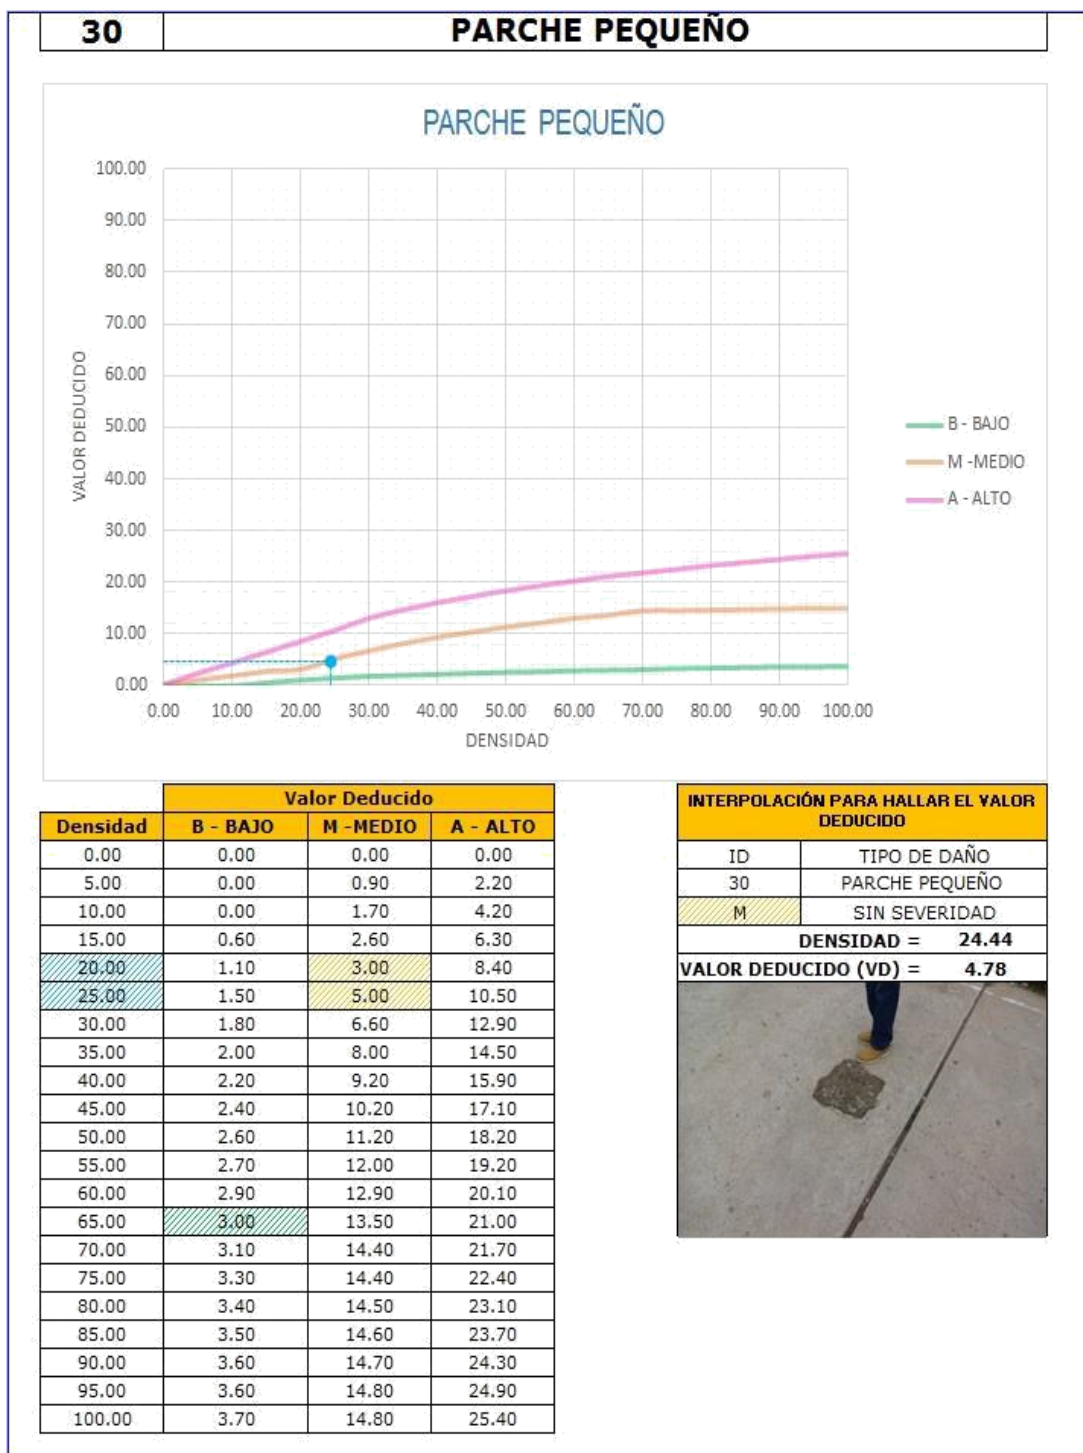 30 PARCHE PEQUEÑO
PARCHE PEQUEÑO
100.00
90.00
80.00
70.00
60.00
50.00
40.00
30.00
20.00
10.00
0.00
VALOR DEDUCIDO
0.00 10.00 20.00 30.00 40.00 50.00 60.00 70.00 80.00 90.00 100.00
DENSIDAD
B - BAJO
M -MEDIO
A - ALTO
Valor Deducido
Densidad B - BAJO M -MEDIO A - ALTO
0.00 0.00 0.00 0.00
5.00 0.00 0.90 2.20
10.00 0.00 1.70 4.20
15.00 0.60 2.60 6.30
20.00 1.10 3.00 8.40
25.00 1.50 5.00 10.50
30.00 1.80 6.60 12.90
35.00 2.00 8.00 14.50
40.00 2.20 9.20 15.90
45.00 2.40 10.20 17.10
50.00 2.60 11.20 18.20
55.00 2.70 12.00 19.20
60.00 2.90 12.90 20.10
65.00 3.00 13.50 21.00
70.00 3.10 14.40 21.70
75.00 3.30 14.40 22.40
80.00 3.40 14.50 23.10
85.00 3.50 14.60 23.70
90.00 3.60 14.70 24.30
95.00 3.60 14.80 24.90
100.00 3.70 14.80 25.40
INTERPOLACIÓN PARA HALLAR EL VALOR
DEDUCIDO
ID TIPO DE DAÑO
30 PARCHE PEQUEÑO
M SIN SEVERIDAD
DENSIDAD = 24.44
VALOR DEDUCIDO (VD) = 4.78